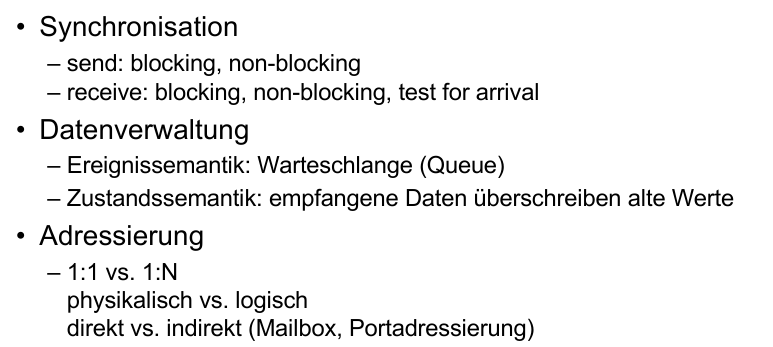 • Synchronisation
– send: blocking, non-blocking
– receive: blocking, non-blocking, test for arrival
• Datenverwaltung
– Ereignissemantik: Warteschlange (Queue)
– Zustandssemantik: empfangene Daten überschreiben alte Werte
• Adressierung
– 1:1 vs. 1:N
physikalisch vs. logisch
direkt vs. indirekt (Mailbox, Portadressierung)